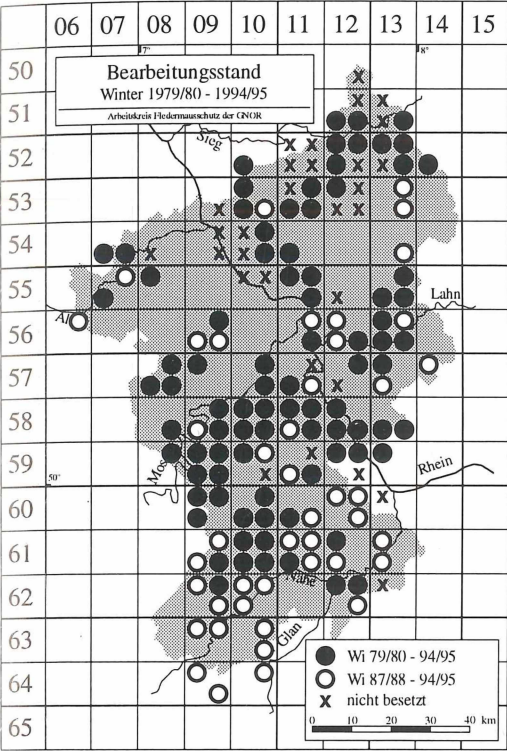 06 07 08 09 10 11 12 13 14 15
7°
8°
50
Bearbeitungsstand
Winter 1979/80 - 1994/95
Arbeitskreis Fledermausschutz der GNOR
51
Sieg
52
53
54
55
Lahn
Al
56
57
58
59
Mos
Rhein
50°
60
61
Nahe
62
63
Glan
Wi 79/80 - 94/95
Wi 87/88 - 94/95
x nicht besetzt
64
0 10 20 30 40 km
65